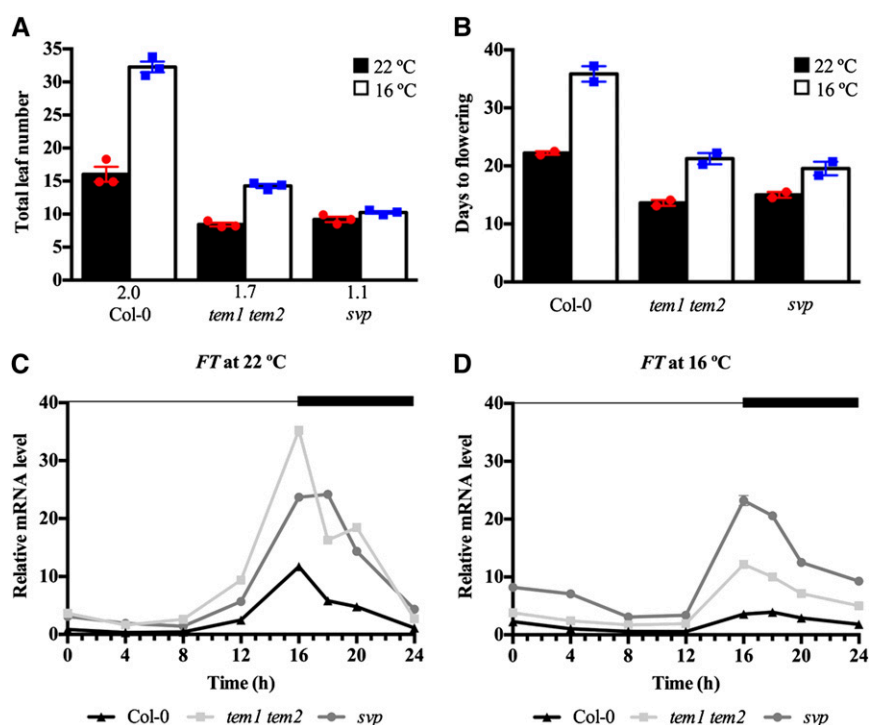 A
Total leaf number
35
30
25
20
15
10
5
0
22 ºC
16 ºC
2.0 1.7 1.1
Col-0 tem1 tem2 svp
B
Days to flowering
40
30
20
10
0
22 ºC
16 ºC
Col-0 tem1 tem2 svp
C
FT at 22 ºC
Relative mRNA level
40
30
20
10
0
0 4 8 12 16 20 24
Time (h)
Col-0 tem1 tem2 svp
D
FT at 16 ºC
Relative mRNA level
40
30
20
10
0
0 4 8 12 16 20 24
Time (h)
Col-0 tem1 tem2 svp